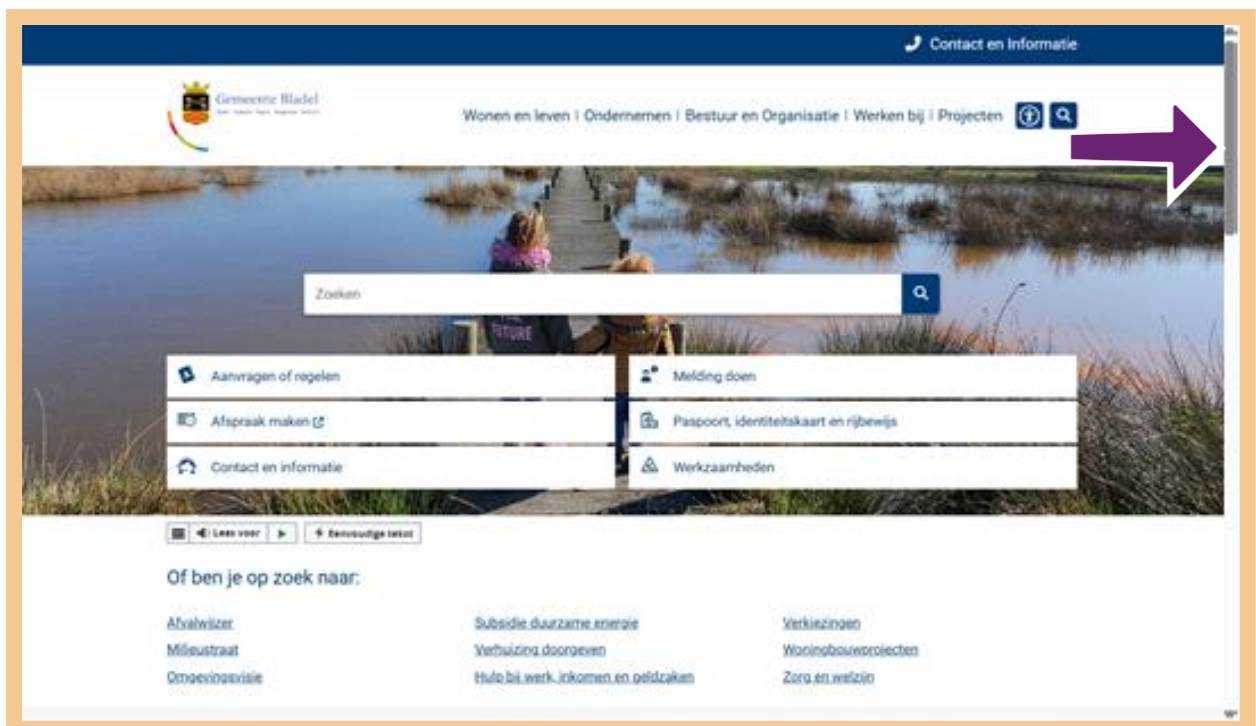 Contact en Informatie
Gemeente Bladel
Wonen en leven | Ondernemen | Bestuur en Organisatie | Werken bij | Projecten
Zoeken
FUTURE
Aanvragen of regelen
Melding doen
Afspraak maken
Paspoort, identiteitskaart en rijbewijs
Contact en informatie
Werkzaamheden
Lees voor
Eenvoudige tekst
Of ben je op zoek naar:
Afvalwijzer
Subsidie duurzame energie
Verkiezingen
Milieustraat
Verhuizing doorgeven
Woningbouwprojecten
Omgevingsvisie
Hulp bij werk, inkomen en geldzaken
Zorg en welzijn